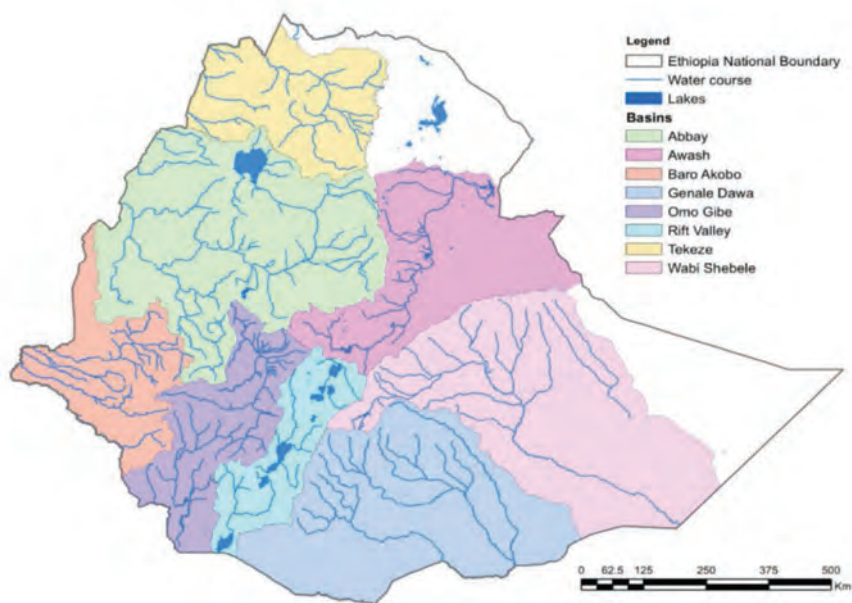 Legend
Ethiopia National Boundary
Water course
Lakes
Basins
Abbay
Awash
Baro Akobo
Genale Dawa
Omo Gibe
Rift Valley
Tekeze
Wabi Shebele
0 62.5 125 250 375 500
Km